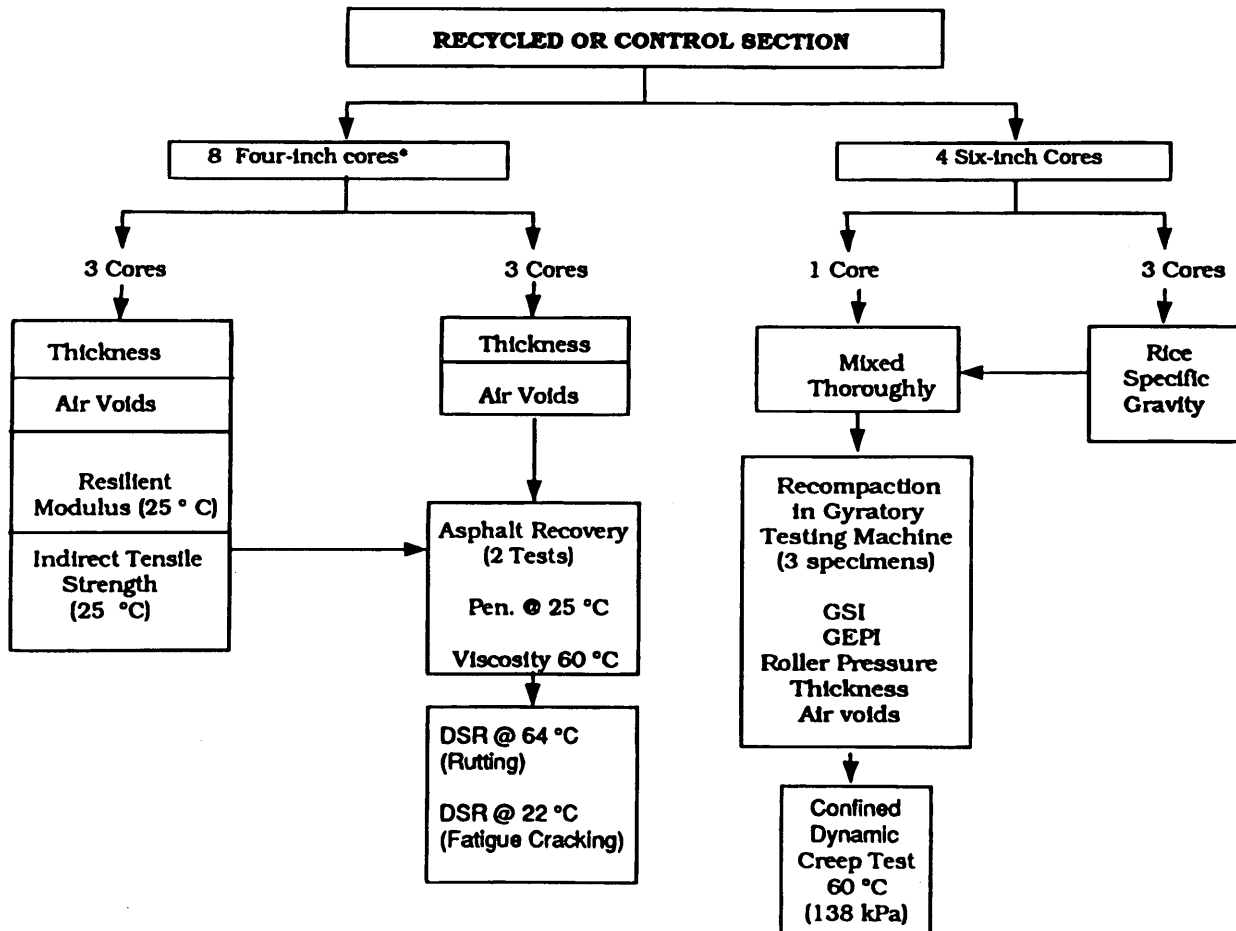 RECYCLED OR CONTROL SECTION
8 Four-inch cores*
4 Six-inch Cores
3 Cores
3 Cores
1 Core
3 Cores
Thickness
Air Voids
Resilient
Modulus (25 ° C)
Indirect Tensile
Strength
(25 °C)
Thickness
Air Voids
Asphalt Recovery
(2 Tests)
Pen. @ 25 °C
Viscosity 60 °C
DSR @ 64 °C
(Rutting)
DSR @ 22 °C
(Fatigue Cracking)
Mixed
Thoroughly
Rice
Specific
Gravity
Recompaction
in Gyratory
Testing Machine
(3 specimens)
GSI
GEPI
Roller Pressure
Thickness
Air voids
Confined
Dynamic
Creep Test
60 °C
(138 kPa)